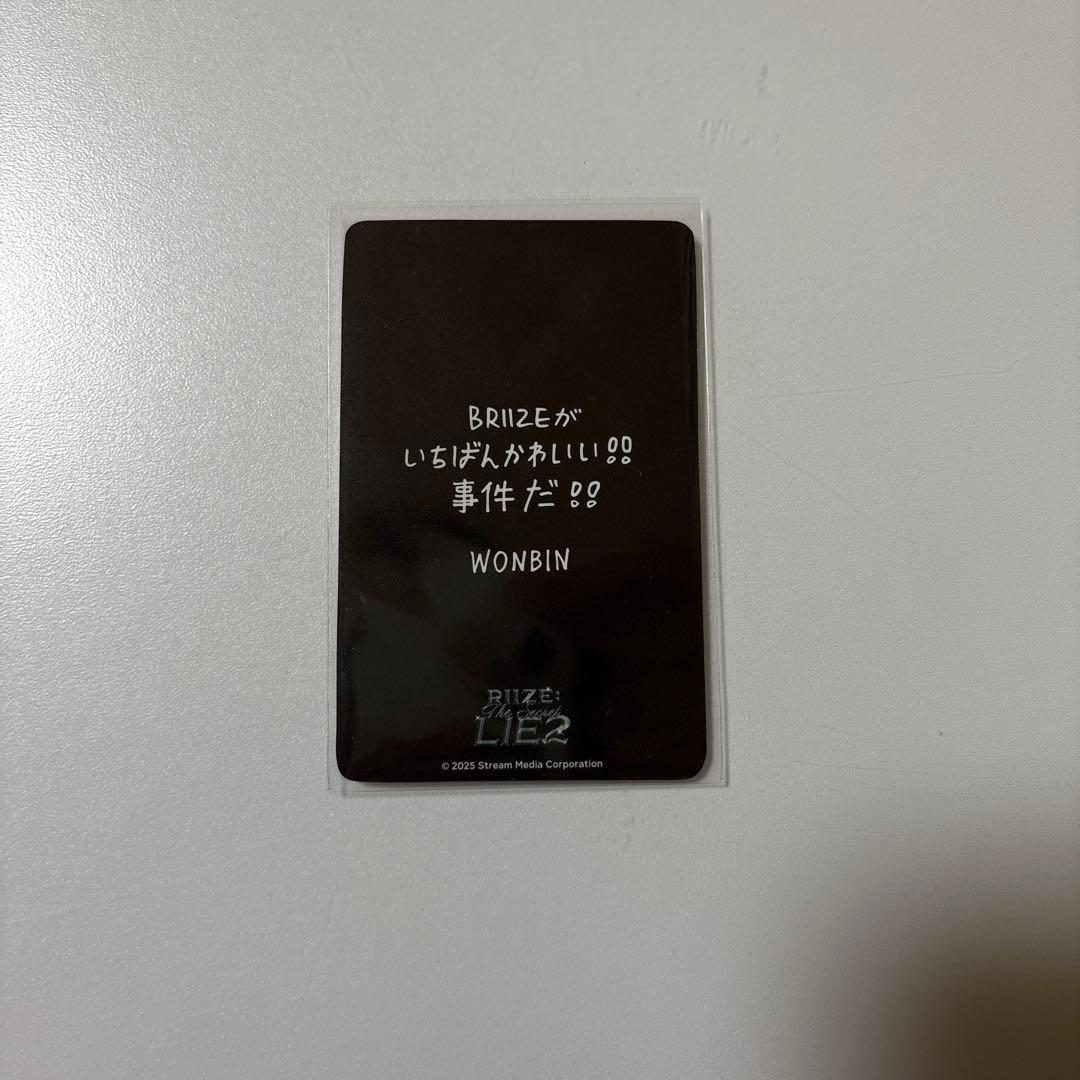 BRIIZEが
いちばんかわいい!!
事件だ!!
WONBIN
RIIZE:
The Secret
LIE2
© 2025 Stream Media Corporation